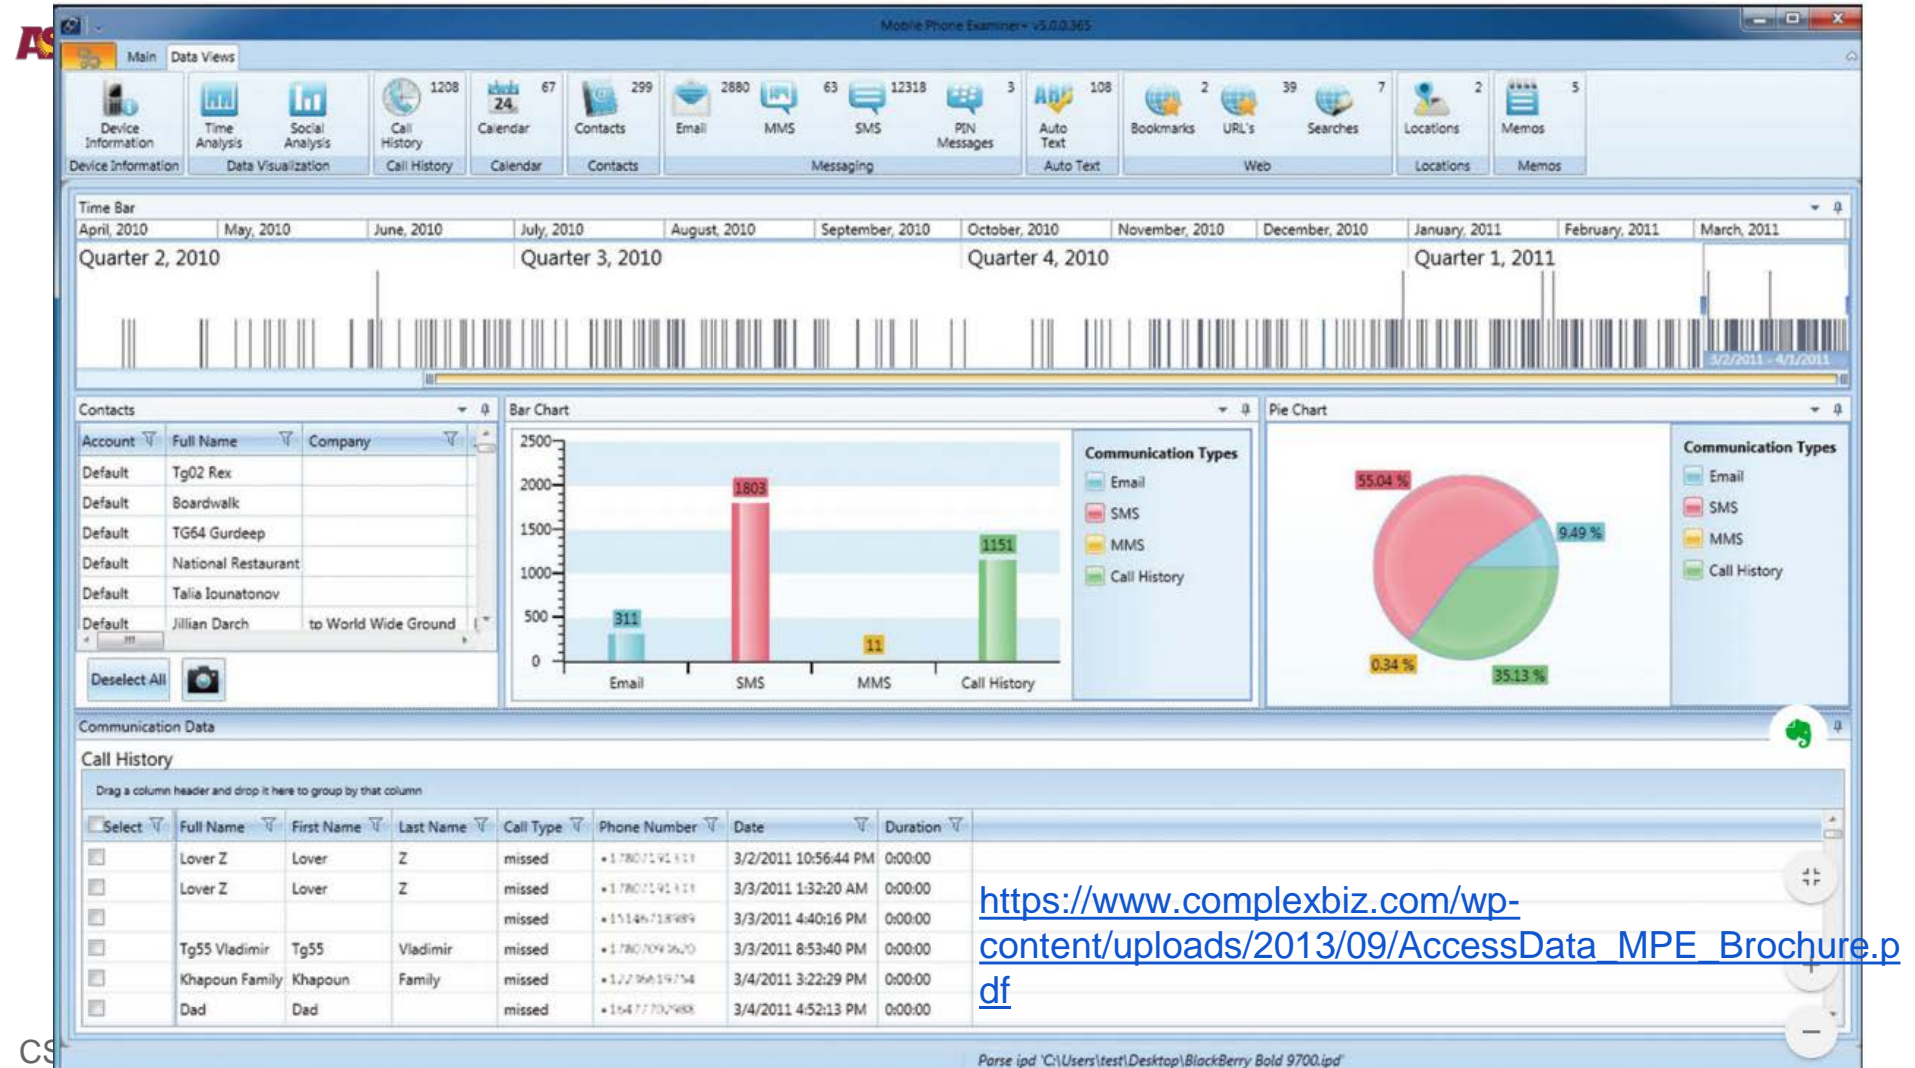 AS
Mobile Phone Examiner+ v5.0.0.365
Main Data Views
1208 67 299 2880 63 12318 3 108 2 39 7 2 5
24
Device Information Time Analysis Social Analysis Call History Calendar Contacts Email MMS SMS PIN Messages Auto Text Bookmarks URL's Searches Locations Memos
Device Information Data Visualization Call History Calendar Contacts Messaging Auto Text Web Locations Memos
Time Bar
April, 2010 May, 2010 June, 2010 July, 2010 August, 2010 September, 2010 October, 2010 November, 2010 December, 2010 January, 2011 February, 2011 March, 2011
Quarter 2, 2010 Quarter 3, 2010 Quarter 4, 2010 Quarter 1, 2011
3/2/2011 - 4/1/2011
Contacts
Account Full Name Company
Default Tg02 Rex
Default Boardwalk
Default TG64 Gurdeep
Default National Restaurant
Default Talia Iounatonov
Default Jillian Darch tp World Wide Ground
Deselect All
Bar Chart
2500
2000
1500
1000
500
0
1803
1151
311
11
Email SMS MMS Call History
Communication Types
Email
SMS
MMS
Call History
Pie Chart
55.04 %
9.49 %
0.34 %
35.13 %
Communication Types
Email
SMS
MMS
Call History
Communication Data
Call History
Drag a column header and drop it here to group by that column
Select Full Name First Name Last Name Call Type Phone Number Date Duration
Lover Z Lover Z missed 3/2/2011 10:56:44 PM 0:00:00
Lover Z Lover Z missed 3/3/2011 1:32:20 AM 0:00:00
missed 3/3/2011 4:40:16 PM 0:00:00
Tg55 Vladimir Tg55 Vladimir missed 3/3/2011 8:53:40 PM 0:00:00
Khapoun Family Khapoun Family missed 3/4/2011 3:22:29 PM 0:00:00
Dad Dad missed 3/4/2011 4:52:13 PM 0:00:00
https://www.complexbiz.com/wp-
content/uploads/2013/09/AccessData_MPE_Brochure.p
df
CS
Parse ipd 'C:\Users\test\Desktop\BlackBerry Bold 9700.ipd'